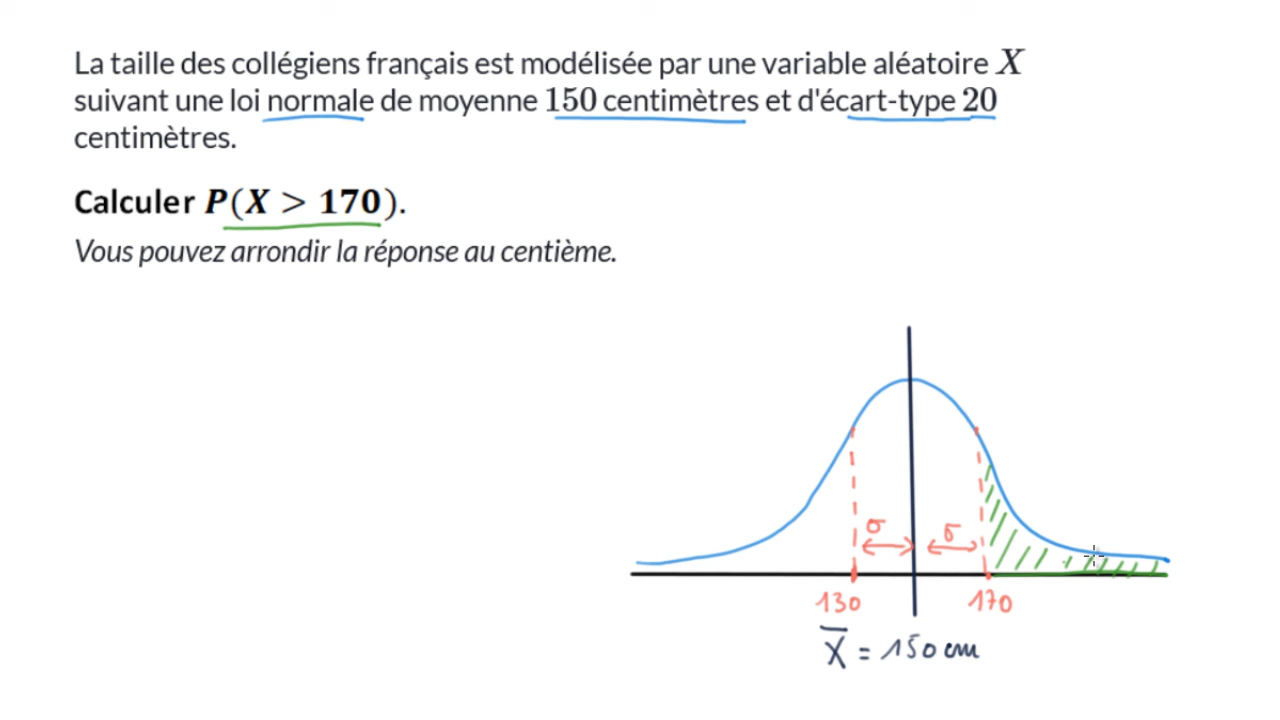 La taille des collégiens français est modélisée par une variable aléatoire X
suivant une loi normale de moyenne 150 centimètres et d'écart-type 20
centimètres.
Calculer P(X > 170).
Vous pouvez arrondir la réponse au centième.
σ σ
130 170
X̅ = 150 cm